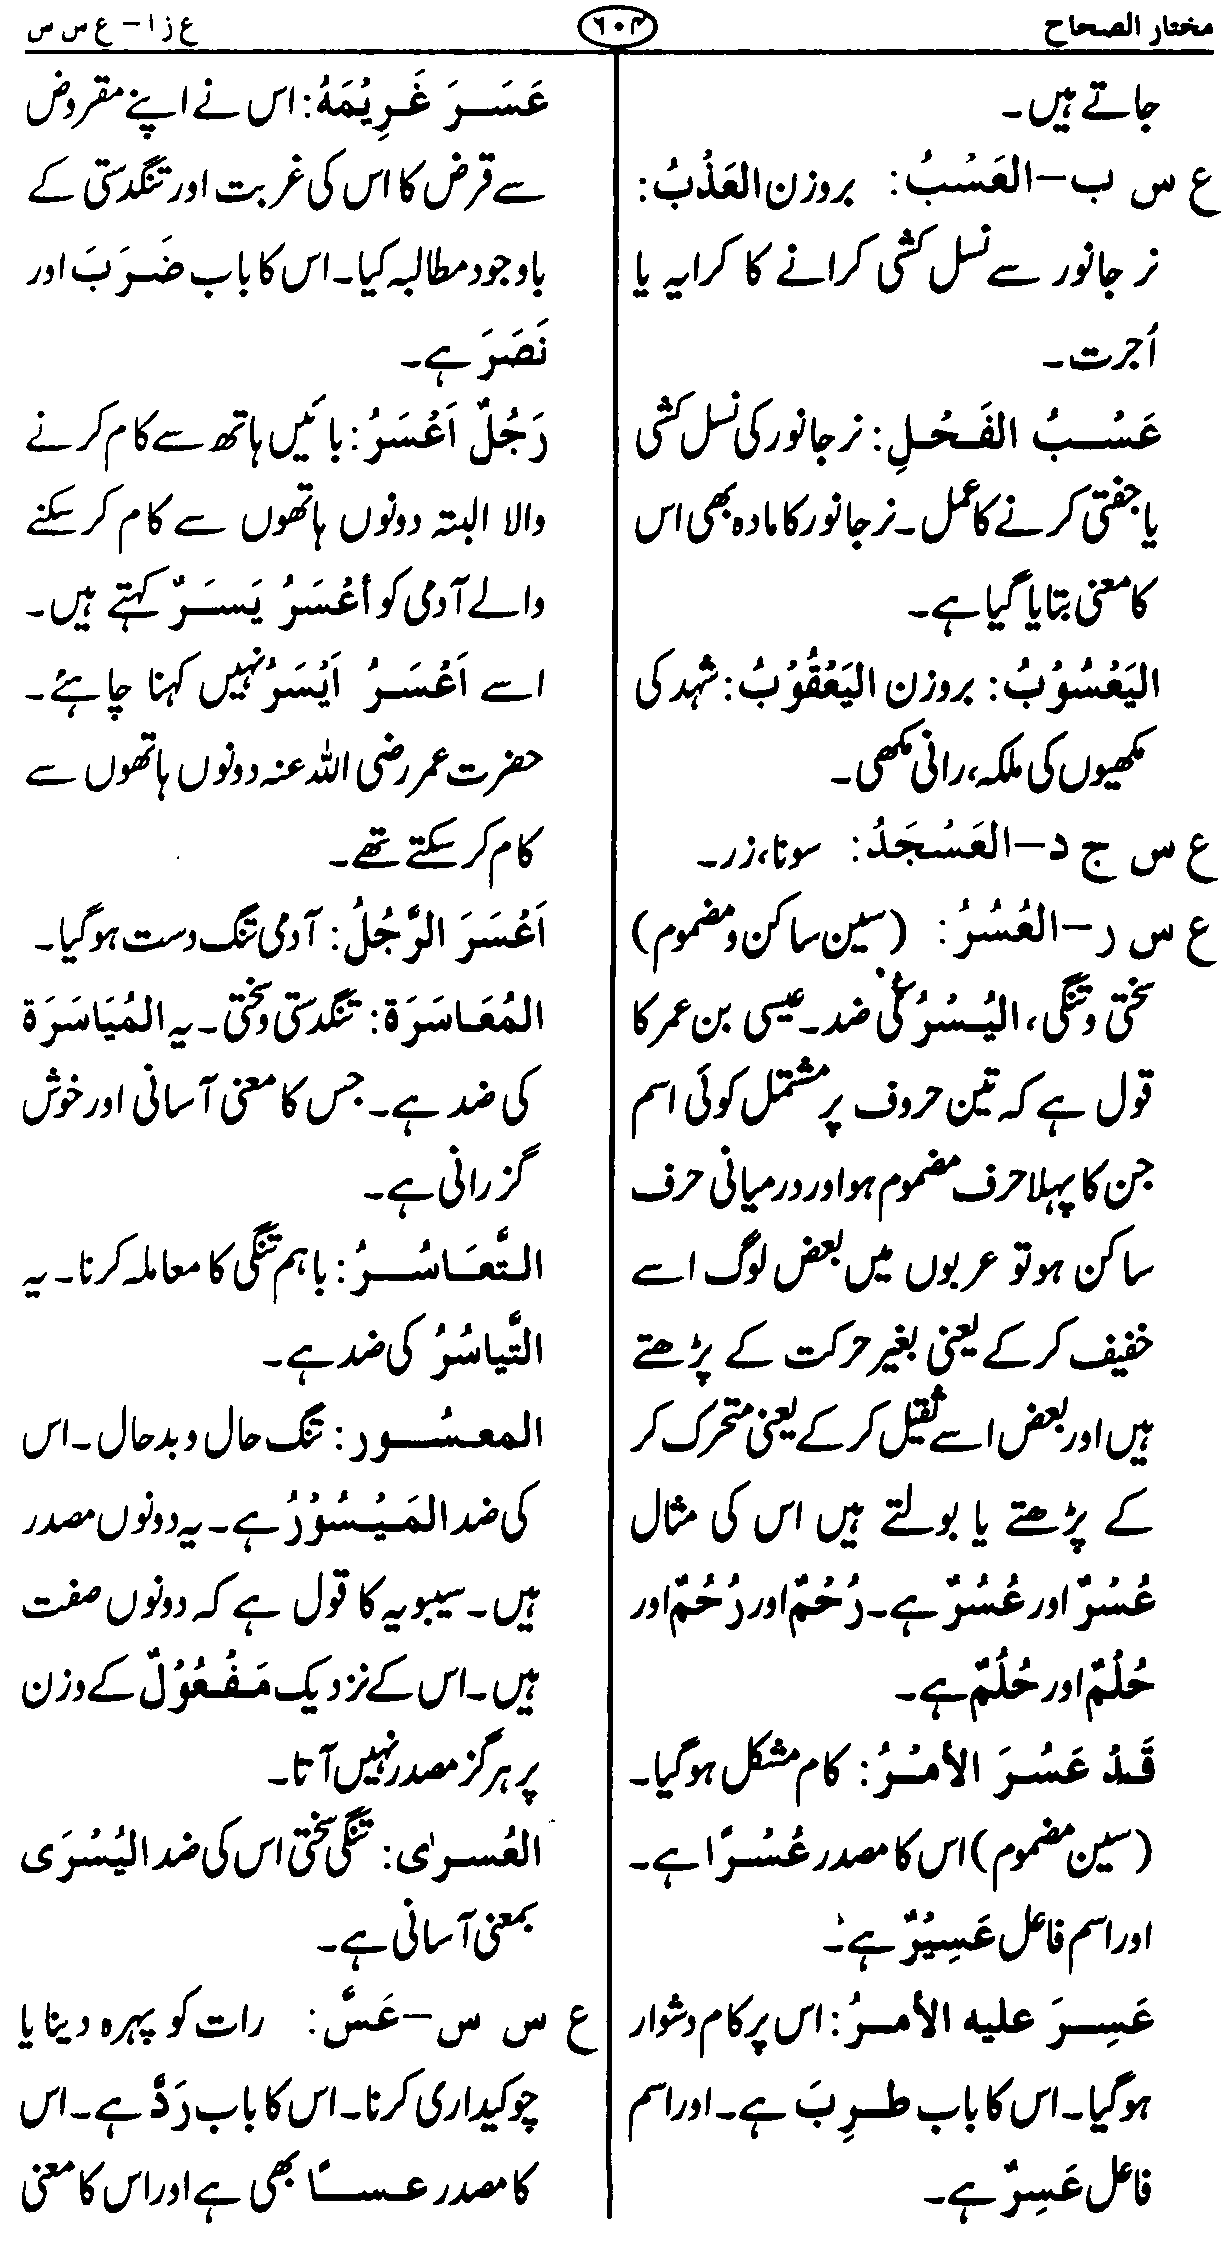 مختار الصحاح ۶۰۴ ع ز ا – ع س س
جاتے ہیں۔
ع س ب–العَسْبُ: بروزن العَذْبُ:
نر جانور سے نسل کشی کرانے کا کرایہ یا
اُجرت۔
عَسْبُ الفَحْلِ: نر جانور کی نسل کشی
یا جفتی کرنے کا عمل۔ نر جانور کا مادہ بھی اس
کا معنی بتایا گیا ہے۔
اليَعْسُوْبُ: بروزن اليَعْقُوْبُ: شہد کی
مکھیوں کی ملکہ، رانی مکھی۔
ع س ج د–العَسْجَدُ: سونا، زر۔
ع س ر–العُسْرُ: (سین ساکن و مضموم)
سختی و تنگی، اليُسْرُ کی ضد۔ عیسی بن عمر کا
قول ہے کہ تین حروف پر مشتمل کوئی اسم
جن کا پہلا حرف مضموم ہو اور درمیانی حرف
ساکن ہو تو عربوں میں بعض لوگ اسے
خفیف کر کے یعنی بغیر حرکت کے پڑھتے
ہیں اور بعض اسے ثقیل کر کے یعنی متحرک کر
کے پڑھتے یا بولتے ہیں اس کی مثال
عُسْرٌ اور عُسُرٌ ہے۔ رُحْمٌ اور رُحُمٌ اور
حُلْمٌ اور حُلُمٌ ہے۔
قَدْ عَسُرَ الأمْرُ: کام مشکل ہو گیا۔
(سین مضموم) اس کا مصدر عُسْرًا ہے۔
اور اسم فاعل عَسِيْرٌ ہے۔
عَسِرَ عليه الأمرُ: اس پر کام دشوار
ہو گیا۔ اس کا باب طرِبَ ہے۔ اور اسم
فاعل عَسِرٌ ہے۔
عَسَرَ غَرِيْمَهُ: اس نے اپنے مقروض
سے قرض کا اس کی غربت اور تنگدستی کے
باوجود مطالبہ کیا۔ اس کا باب ضَرَبَ اور
نَصَرَ ہے۔
رَجُلٌ اَعْسَرُ: بائیں ہاتھ سے کام کرنے
والا البتہ دونوں ہاتھوں سے کام کر سکنے
والے آدمی کو أعْسَرُ يَسَرٌ کہتے ہیں۔
اسے اَعْسَرُ اَيْسَرُ نہیں کہنا چاہئے۔
حضرت عمر رضی اللہ عنہ دونوں ہاتھوں سے
کام کر سکتے تھے۔
اَعْسَرَ الرَّجُلُ: آدمی تنگ دست ہو گیا۔
المُعَاسَرَة: تنگدستی و سختی۔ یہ المُيَاسَرَة
کی ضد ہے۔ جس کا معنی آسانی اور خوش
گزرانی ہے۔
التَّعَاسُرُ: باہم تنگی کا معاملہ کرنا۔ یہ
التَّياسُرُ کی ضد ہے۔
المعسُور: تنگ حال و بدحال۔ اس
کی ضد المَيْسُوْرُ ہے۔ یہ دونوں مصدر
ہیں۔ سیبویہ کا قول ہے کہ دونوں صفت
ہیں۔ اس کے نزدیک مَفْعُوْلٌ کے وزن
پر ہرگز مصدر نہیں آتا۔
العُسرٰی: تنگی سختی اس کی ضد اليُسْرَی
بمعنی آسانی ہے۔
ع س س–عَسَّ: رات کو پہرہ دینا یا
چوکیداری کرنا۔ اس کا باب رَدَّ ہے۔ اس
کا مصدر عسًا بھی ہے اور اس کا معنی